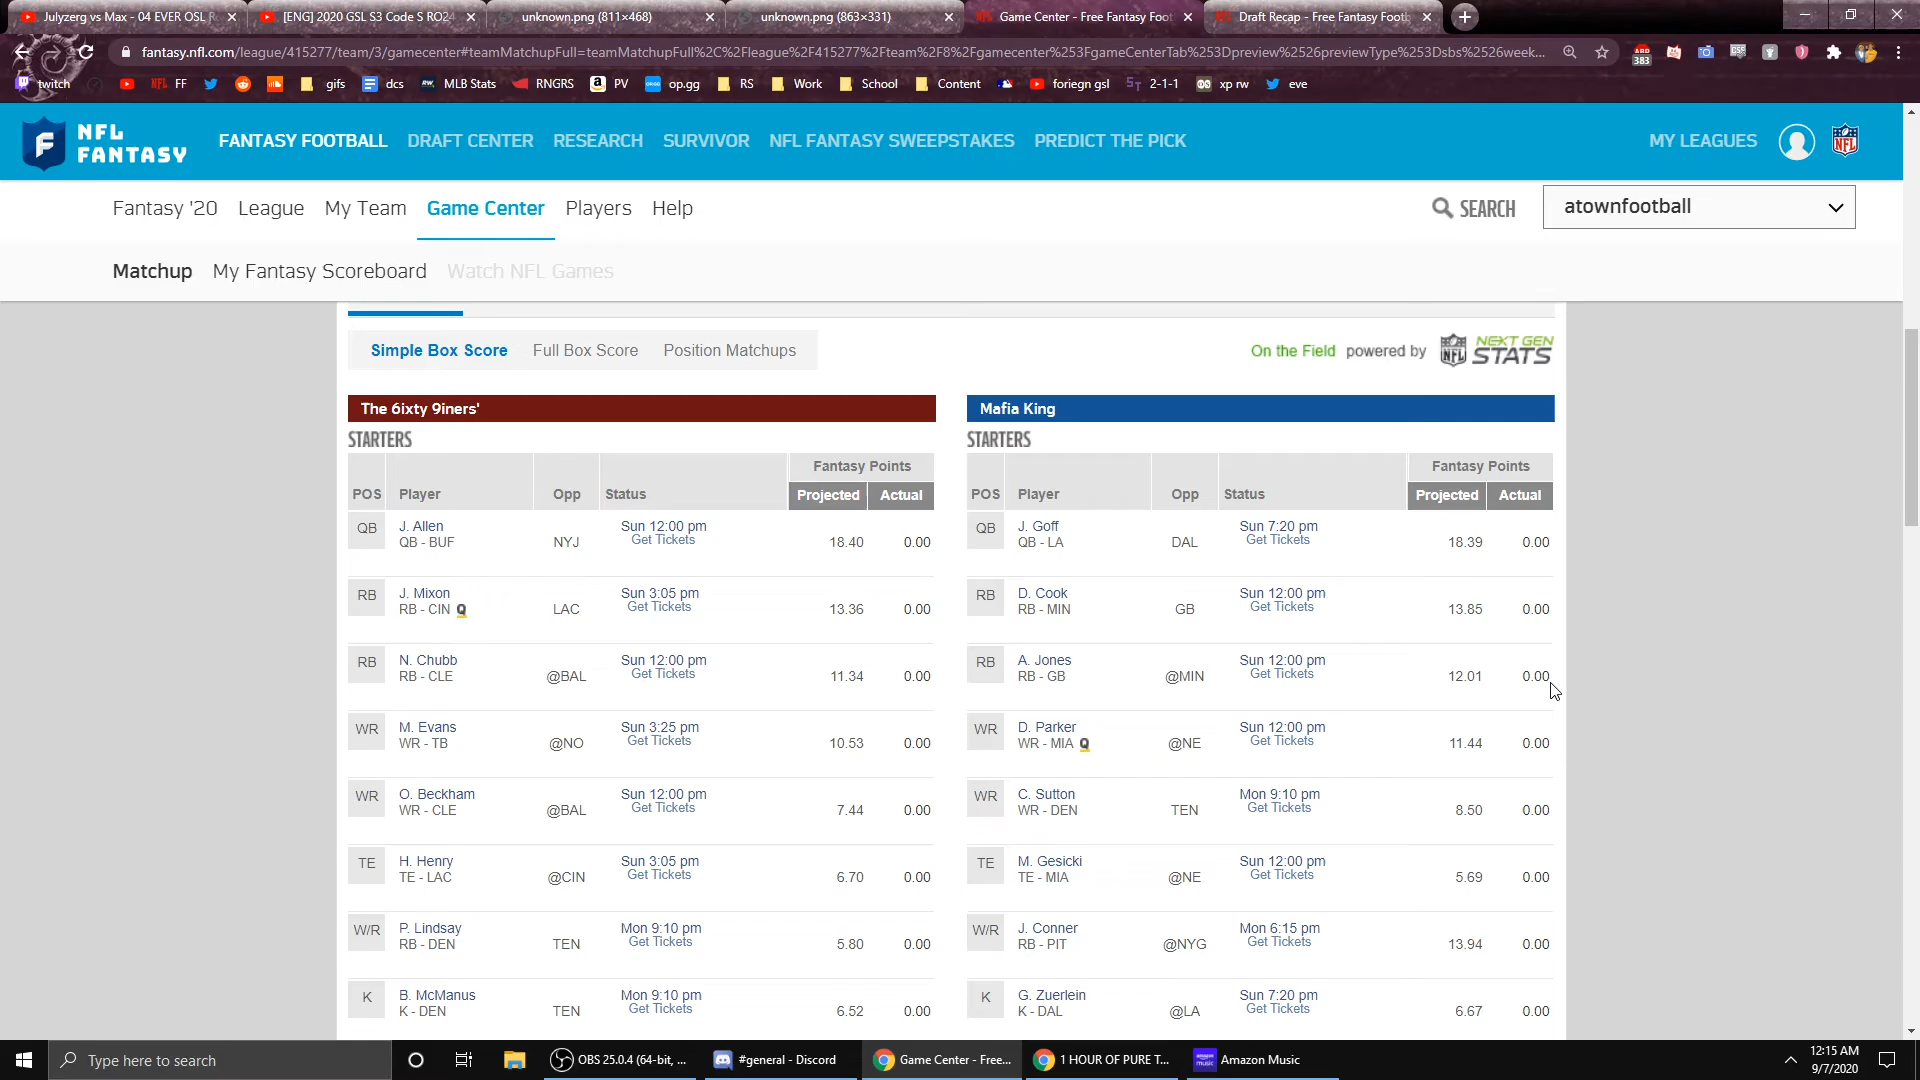 Julyzerg vs Max - 04 EVER OSL R
[ENG] 2020 GSL S3 Code S RO24
unknown.png (811×468)
unknown.png (863×331)
Game Center - Free Fantasy Foot
Draft Recap - Free Fantasy Footb
fantasy.nfl.com/league/415277/team/3/gamecenter#teamMatchupFull=teamMatchupFull%2C%2Fleague%2F415277%2Fteam%2F8%2Fgamecenter%253FgameCenterTab%253Dpreview%2526previewType%253Dsbs%2526week...
383
twitch
NFL FF
gifs
dcs
MLB Stats
RNGRS
PV
op.gg
RS
Work
School
Content
foriegn gsl
2-1-1
xp rw
eve
NFL FANTASY
FANTASY FOOTBALL DRAFT CENTER RESEARCH SURVIVOR NFL FANTASY SWEEPSTAKES PREDICT THE PICK MY LEAGUES
Fantasy '20 League My Team Game Center Players Help SEARCH atownfootball
Matchup My Fantasy Scoreboard Watch NFL Games
Simple Box Score Full Box Score Position Matchups On the Field powered by NFL NEXT GEN STATS
The 6ixty 9iners'
STARTERS
Fantasy Points
POS Player Opp Status Projected Actual
QB J. Allen Sun 12:00 pm
QB - BUF NYJ Get Tickets 18.40 0.00
RB J. Mixon Sun 3:05 pm
RB - CIN Q LAC Get Tickets 13.36 0.00
RB N. Chubb Sun 12:00 pm
RB - CLE @BAL Get Tickets 11.34 0.00
WR M. Evans Sun 3:25 pm
WR - TB @NO Get Tickets 10.53 0.00
WR O. Beckham Sun 12:00 pm
WR - CLE @BAL Get Tickets 7.44 0.00
TE H. Henry Sun 3:05 pm
TE - LAC @CIN Get Tickets 6.70 0.00
W/R P. Lindsay Mon 9:10 pm
RB - DEN TEN Get Tickets 5.80 0.00
K B. McManus Mon 9:10 pm
K - DEN TEN Get Tickets 6.52 0.00
Mafia King
STARTERS
Fantasy Points
POS Player Opp Status Projected Actual
QB J. Goff Sun 7:20 pm
QB - LA DAL Get Tickets 18.39 0.00
RB D. Cook Sun 12:00 pm
RB - MIN GB Get Tickets 13.85 0.00
RB A. Jones Sun 12:00 pm
RB - GB @MIN Get Tickets 12.01 0.00
WR D. Parker Sun 12:00 pm
WR - MIA Q @NE Get Tickets 11.44 0.00
WR C. Sutton Mon 9:10 pm
WR - DEN TEN Get Tickets 8.50 0.00
TE M. Gesicki Sun 12:00 pm
TE - MIA @NE Get Tickets 5.69 0.00
W/R J. Conner Mon 6:15 pm
RB - PIT @NYG Get Tickets 13.94 0.00
K G. Zuerlein Sun 7:20 pm
K - DAL @LA Get Tickets 6.67 0.00
Type here to search
OBS 25.0.4 (64-bit, ...
#general - Discord
Game Center - Free...
1 HOUR OF PURE T...
Amazon Music
12:15 AM
9/7/2020